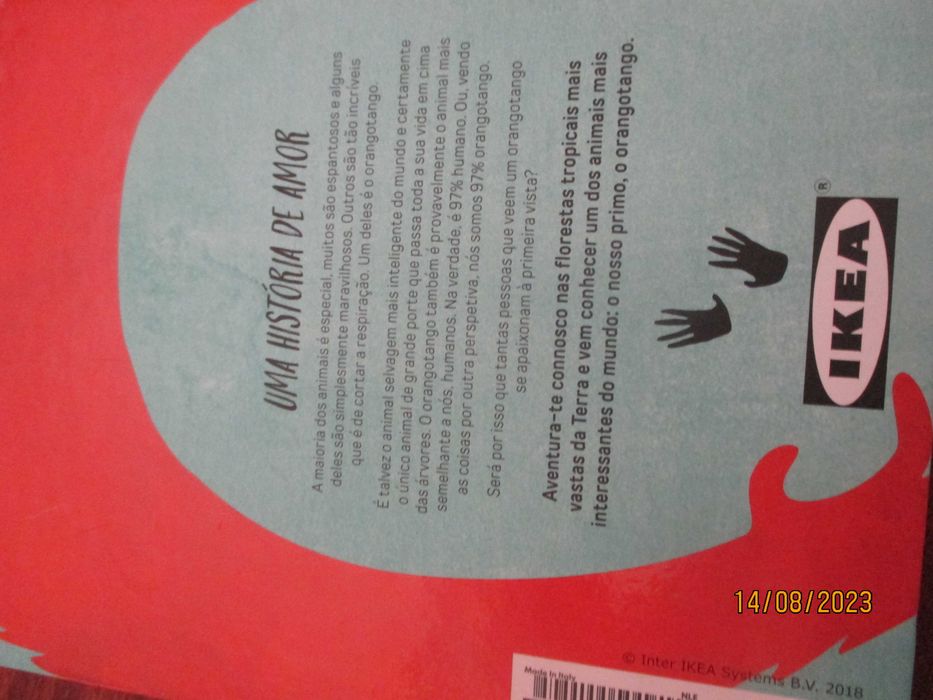 UMA HISTÓRIA DE AMOR
A maioria dos animais é especial, muitos são espantosos e alguns
deles são simplesmente maravilhosos. Outros são tão incríveis
que é de cortar a respiração. Um deles é o orangotango.
É talvez o animal selvagem mais inteligente do mundo e certamente
o único animal de grande porte que passa toda a sua vida em cima
das árvores. O orangotango também é provavelmente o animal mais
semelhante a nós, humanos. Na verdade, é 97% humano. Ou, vendo
as coisas por outra perspetiva, nós somos 97% orangotango.
Será por isso que tantas pessoas que veem um orangotango
se apaixonam à primeira vista?
Aventura-te connosco nas florestas tropicais mais
vastas da Terra e vem conhecer um dos animais mais
interessantes do mundo: o nosso primo, o orangotango.
IKEA®
© Inter IKEA Systems B.V. 2018
Made in Italy
NLE
14/08/2023